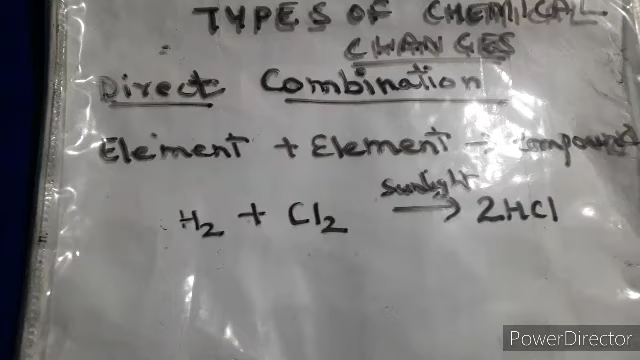 TYPES OF CHEMICAL
CHANGES
Direct Combination
Element + Element → Compound
Sunlight
H₂ + Cl₂ → 2HCl
PowerDirector